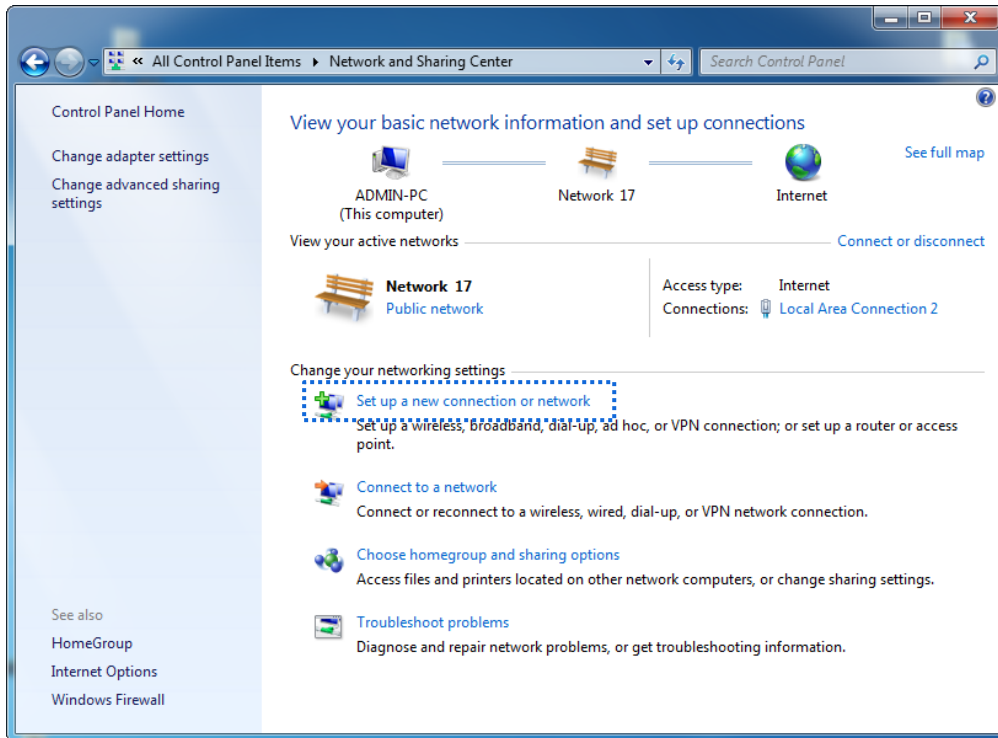 « All Control Panel Items ▸ Network and Sharing Center
Search Control Panel
Control Panel Home
Change adapter settings
Change advanced sharing
settings
View your basic network information and set up connections
See full map
ADMIN-PC
(This computer)
Network 17
Internet
View your active networks
Connect or disconnect
Network 17
Public network
Access type: Internet
Connections: Local Area Connection 2
Change your networking settings
Set up a new connection or network
Set up a wireless, broadband, dial-up, ad hoc, or VPN connection; or set up a router or access
point.
Connect to a network
Connect or reconnect to a wireless, wired, dial-up, or VPN network connection.
Choose homegroup and sharing options
Access files and printers located on other network computers, or change sharing settings.
Troubleshoot problems
Diagnose and repair network problems, or get troubleshooting information.
See also
HomeGroup
Internet Options
Windows Firewall